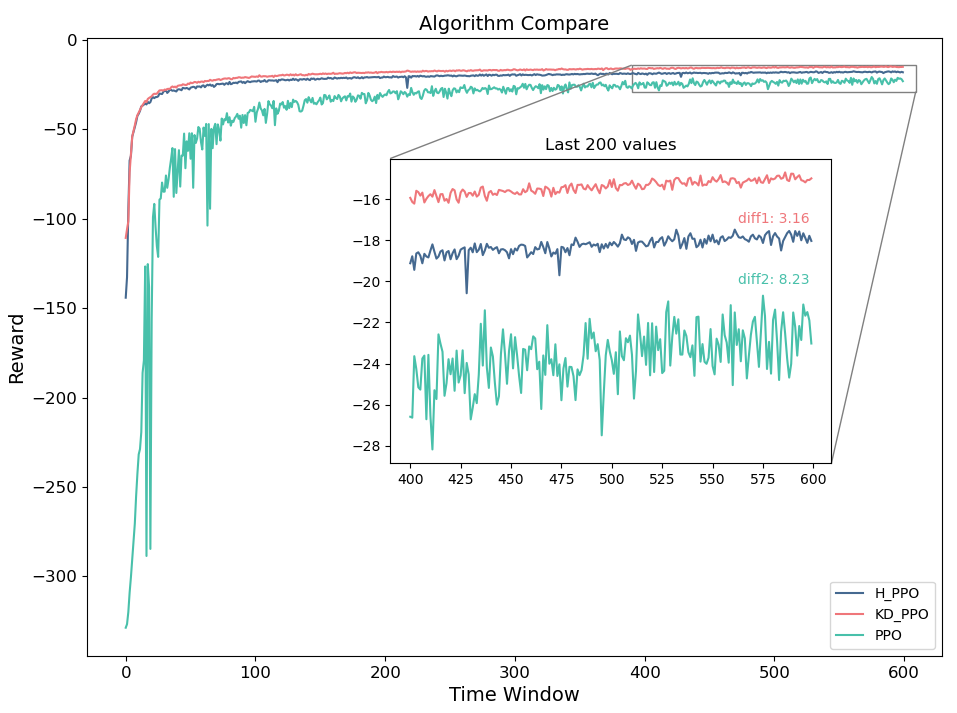 Algorithm Compare
0
−50
−100
−150
−200
−250
−300
Reward
Last 200 values
−16
−18
−20
−22
−24
−26
−28
diff1: 3.16
diff2: 8.23
400 425 450 475 500 525 550 575 600
H_PPO
KD_PPO
PPO
0 100 200 300 400 500 600
Time Window